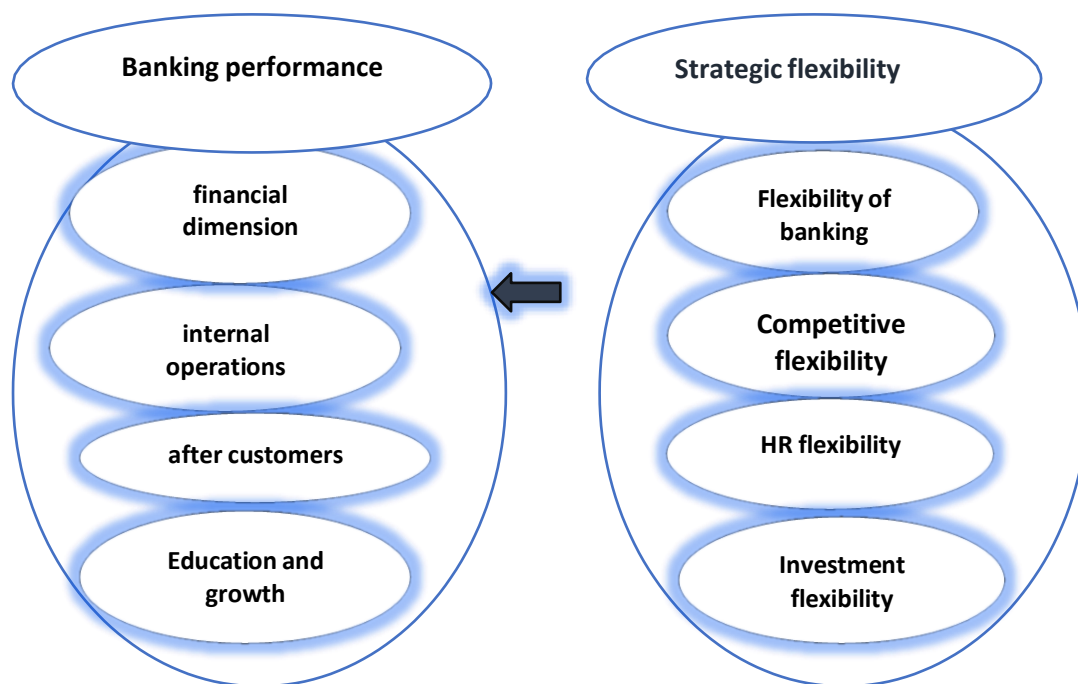 Banking performance
financial
dimension
internal
operations
after customers
Education and
growth
Strategic flexibility
Flexibility of
banking
Competitive
flexibility
HR flexibility
Investment
flexibility